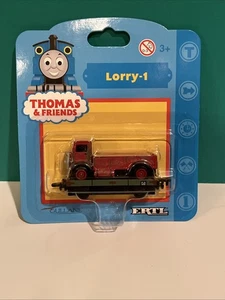 3+
Lorry-1
THOMAS
& FRIENDS
ERTL